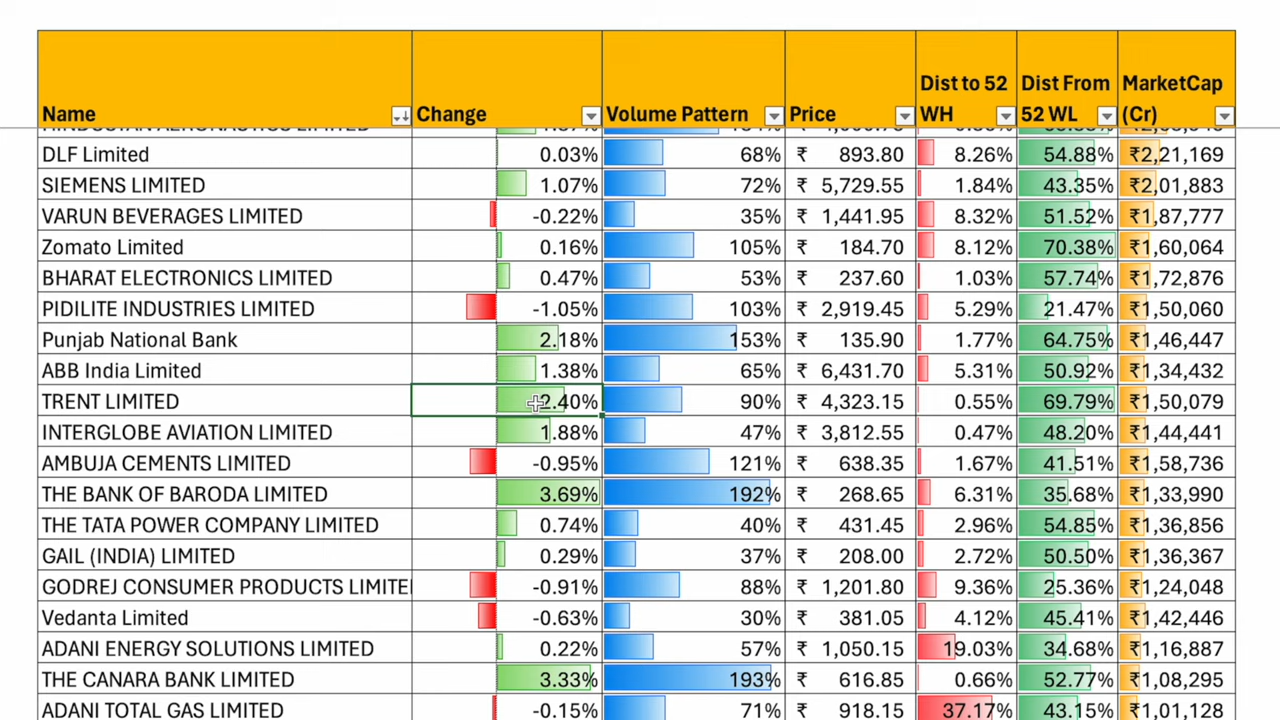 Name Change Volume Pattern Price Dist to 52 WH Dist From 52 WL MarketCap (Cr)
DLF Limited 0.03% 68% ₹ 893.80 8.26% 54.88% ₹2,21,169
SIEMENS LIMITED 1.07% 72% ₹ 5,729.55 1.84% 43.35% ₹2,01,883
VARUN BEVERAGES LIMITED -0.22% 35% ₹ 1,441.95 8.32% 51.52% ₹1,87,777
Zomato Limited 0.16% 105% ₹ 184.70 8.12% 70.38% ₹1,60,064
BHARAT ELECTRONICS LIMITED 0.47% 53% ₹ 237.60 1.03% 57.74% ₹1,72,876
PIDILITE INDUSTRIES LIMITED -1.05% 103% ₹ 2,919.45 5.29% 21.47% ₹1,50,060
Punjab National Bank 2.18% 153% ₹ 135.90 1.77% 64.75% ₹1,46,447
ABB India Limited 1.38% 65% ₹ 6,431.70 5.31% 50.92% ₹1,34,432
TRENT LIMITED 2.40% 90% ₹ 4,323.15 0.55% 69.79% ₹1,50,079
INTERGLOBE AVIATION LIMITED 1.88% 47% ₹ 3,812.55 0.47% 48.20% ₹1,44,441
AMBUJA CEMENTS LIMITED -0.95% 121% ₹ 638.35 1.67% 41.51% ₹1,58,736
THE BANK OF BARODA LIMITED 3.69% 192% ₹ 268.65 6.31% 35.68% ₹1,33,990
THE TATA POWER COMPANY LIMITED 0.74% 40% ₹ 431.45 2.96% 54.85% ₹1,36,856
GAIL (INDIA) LIMITED 0.29% 37% ₹ 208.00 2.72% 50.50% ₹1,36,367
GODREJ CONSUMER PRODUCTS LIMITE -0.91% 88% ₹ 1,201.80 9.36% 25.36% ₹1,24,048
Vedanta Limited -0.63% 30% ₹ 381.05 4.12% 45.41% ₹1,42,446
ADANI ENERGY SOLUTIONS LIMITED 0.22% 57% ₹ 1,050.15 19.03% 34.68% ₹1,16,887
THE CANARA BANK LIMITED 3.33% 193% ₹ 616.85 0.66% 52.77% ₹1,08,295
ADANI TOTAL GAS LIMITED -0.15% 71% ₹ 918.15 37.17% 43.15% ₹1,01,128